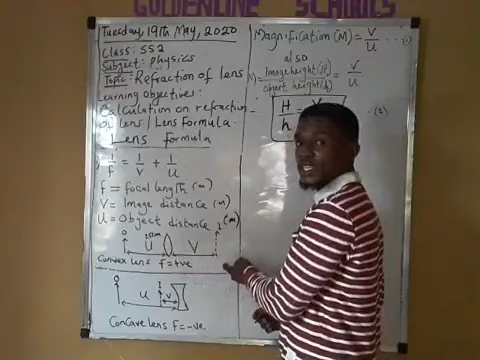 GOLDENLINE SCHOOLS
Tuesday, 19th May, 2020
Class: SS2
Subject: Physics
Topic: Refraction of lens
Learning objectives:
Calculation on refraction
of lens / Lens Formula.
Lens formula
1/f = 1/v + 1/u
f = focal length (m)
V = Image distance (m)
U = Object distance (m)
O U V I
Convex lens f = +ve
O U I V
Concave lens F = -ve
Magnification (M) = V/U
also
Image height (H) / object height (h) = V/U
H/h =
(2)